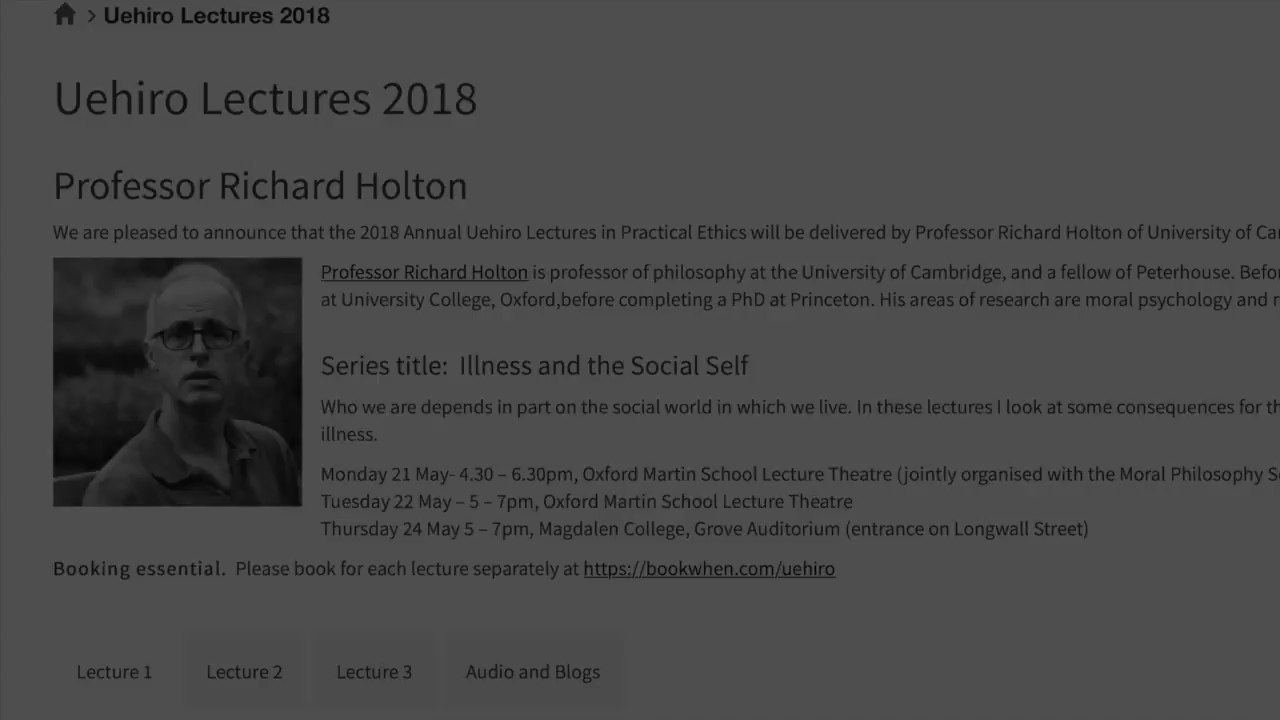 Uehiro Lectures 2018
Uehiro Lectures 2018
Professor Richard Holton
We are pleased to announce that the 2018 Annual Uehiro Lectures in Practical Ethics will be delivered by Professor Richard Holton of University of
Professor Richard Holton is professor of philosophy at the University of Cambridge, and a fellow of Peterhouse.
at University College, Oxford,before completing a PhD at Princeton. His areas of research are moral psychology and
Series title: Illness and the Social Self
Who we are depends in part on the social world in which we live. In these lectures I look at some consequences for
illness.
Monday 21 May- 4.30 – 6.30pm, Oxford Martin School Lecture Theatre (jointly organised with the Moral Philosophy
Tuesday 22 May – 5 – 7pm, Oxford Martin School Lecture Theatre
Thursday 24 May 5 – 7pm, Magdalen College, Grove Auditorium (entrance on Longwall Street)
Booking essential. Please book for each lecture separately at https://bookwhen.com/uehiro
Lecture 1 Lecture 2 Lecture 3 Audio and Blogs